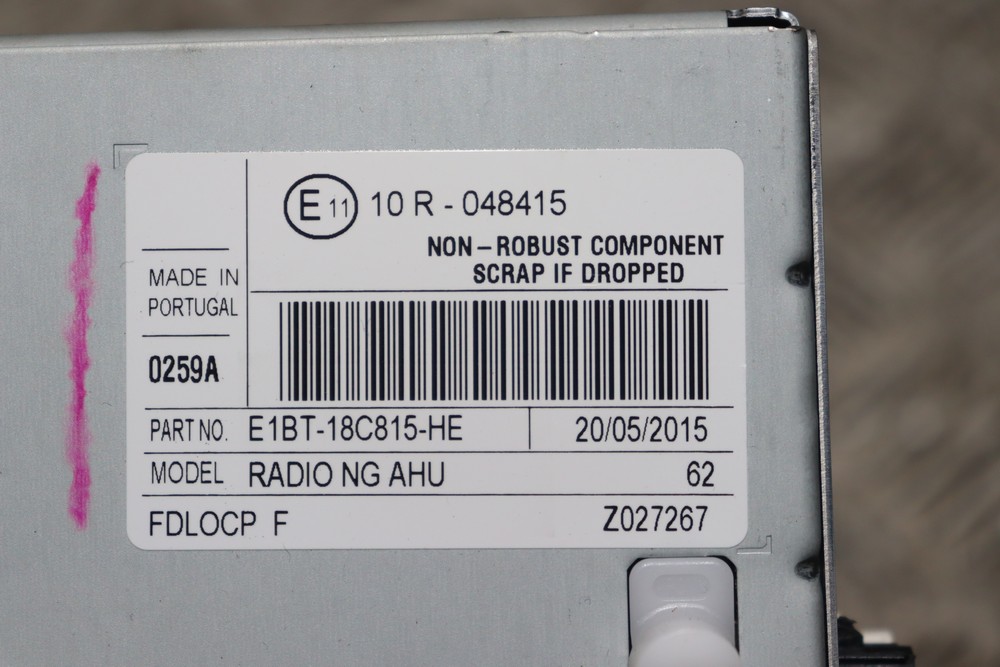 E 11 10 R - 048415
NON - ROBUST COMPONENT
SCRAP IF DROPPED
MADE IN
PORTUGAL
0259A
PART NO. E1BT-18C815-HE 20/05/2015
MODEL RADIO NG AHU 62
FDLOCP F Z027267